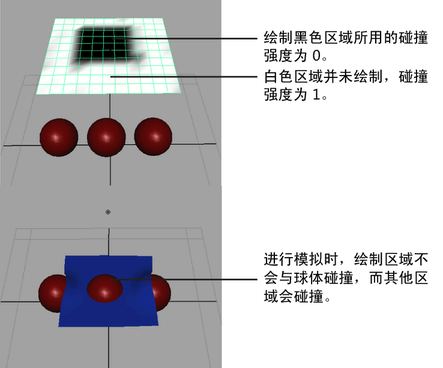 绘制黑色区域所用的碰撞
强度为 0。
白色区域并未绘制，碰撞
强度为 1。
进行模拟时，绘制区域不
会与球体碰撞，而其他区
域会碰撞。